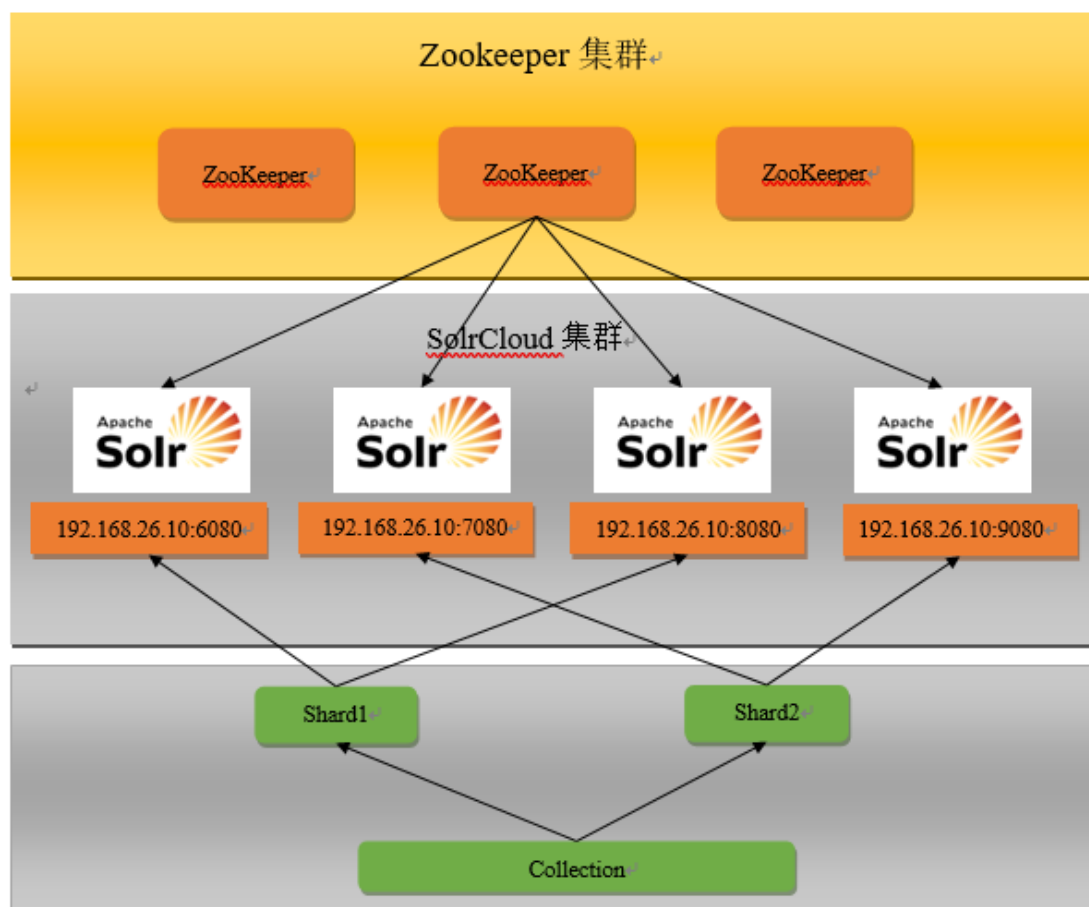 Zookeeper 集群
ZooKeeper
ZooKeeper
ZooKeeper
SolrCloud 集群
Apache
Solr
Apache
Solr
Apache
Solr
Apache
Solr
192.168.26.10:6080
192.168.26.10:7080
192.168.26.10:8080
192.168.26.10:9080
Shard1
Shard2
Collection